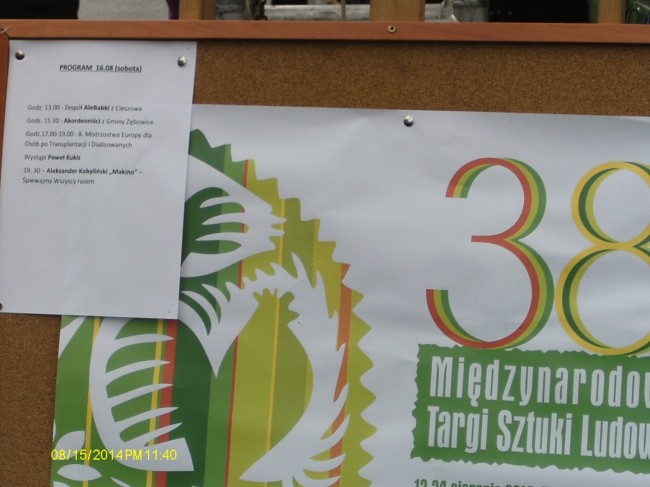 PROGRAM 16.08 (sobota)
Godz. 13.00 - Zespół AleBabki z Cieszowa
Godz. 15.30 - Akordeoniści z Gminy Zębowice
Godz.17.00-19.00 - 8. Mistrzostwa Europy dla
Osób po Transplantacji i Dializowanych
Wystąpi Paweł Kukiz
19. 30 - Aleksander Kobyliński „Makino" –
Śpiewajmy Wszyscy razem
38
Międzynarodow
Targi Sztuki Ludow
08/15/2014PM11:40